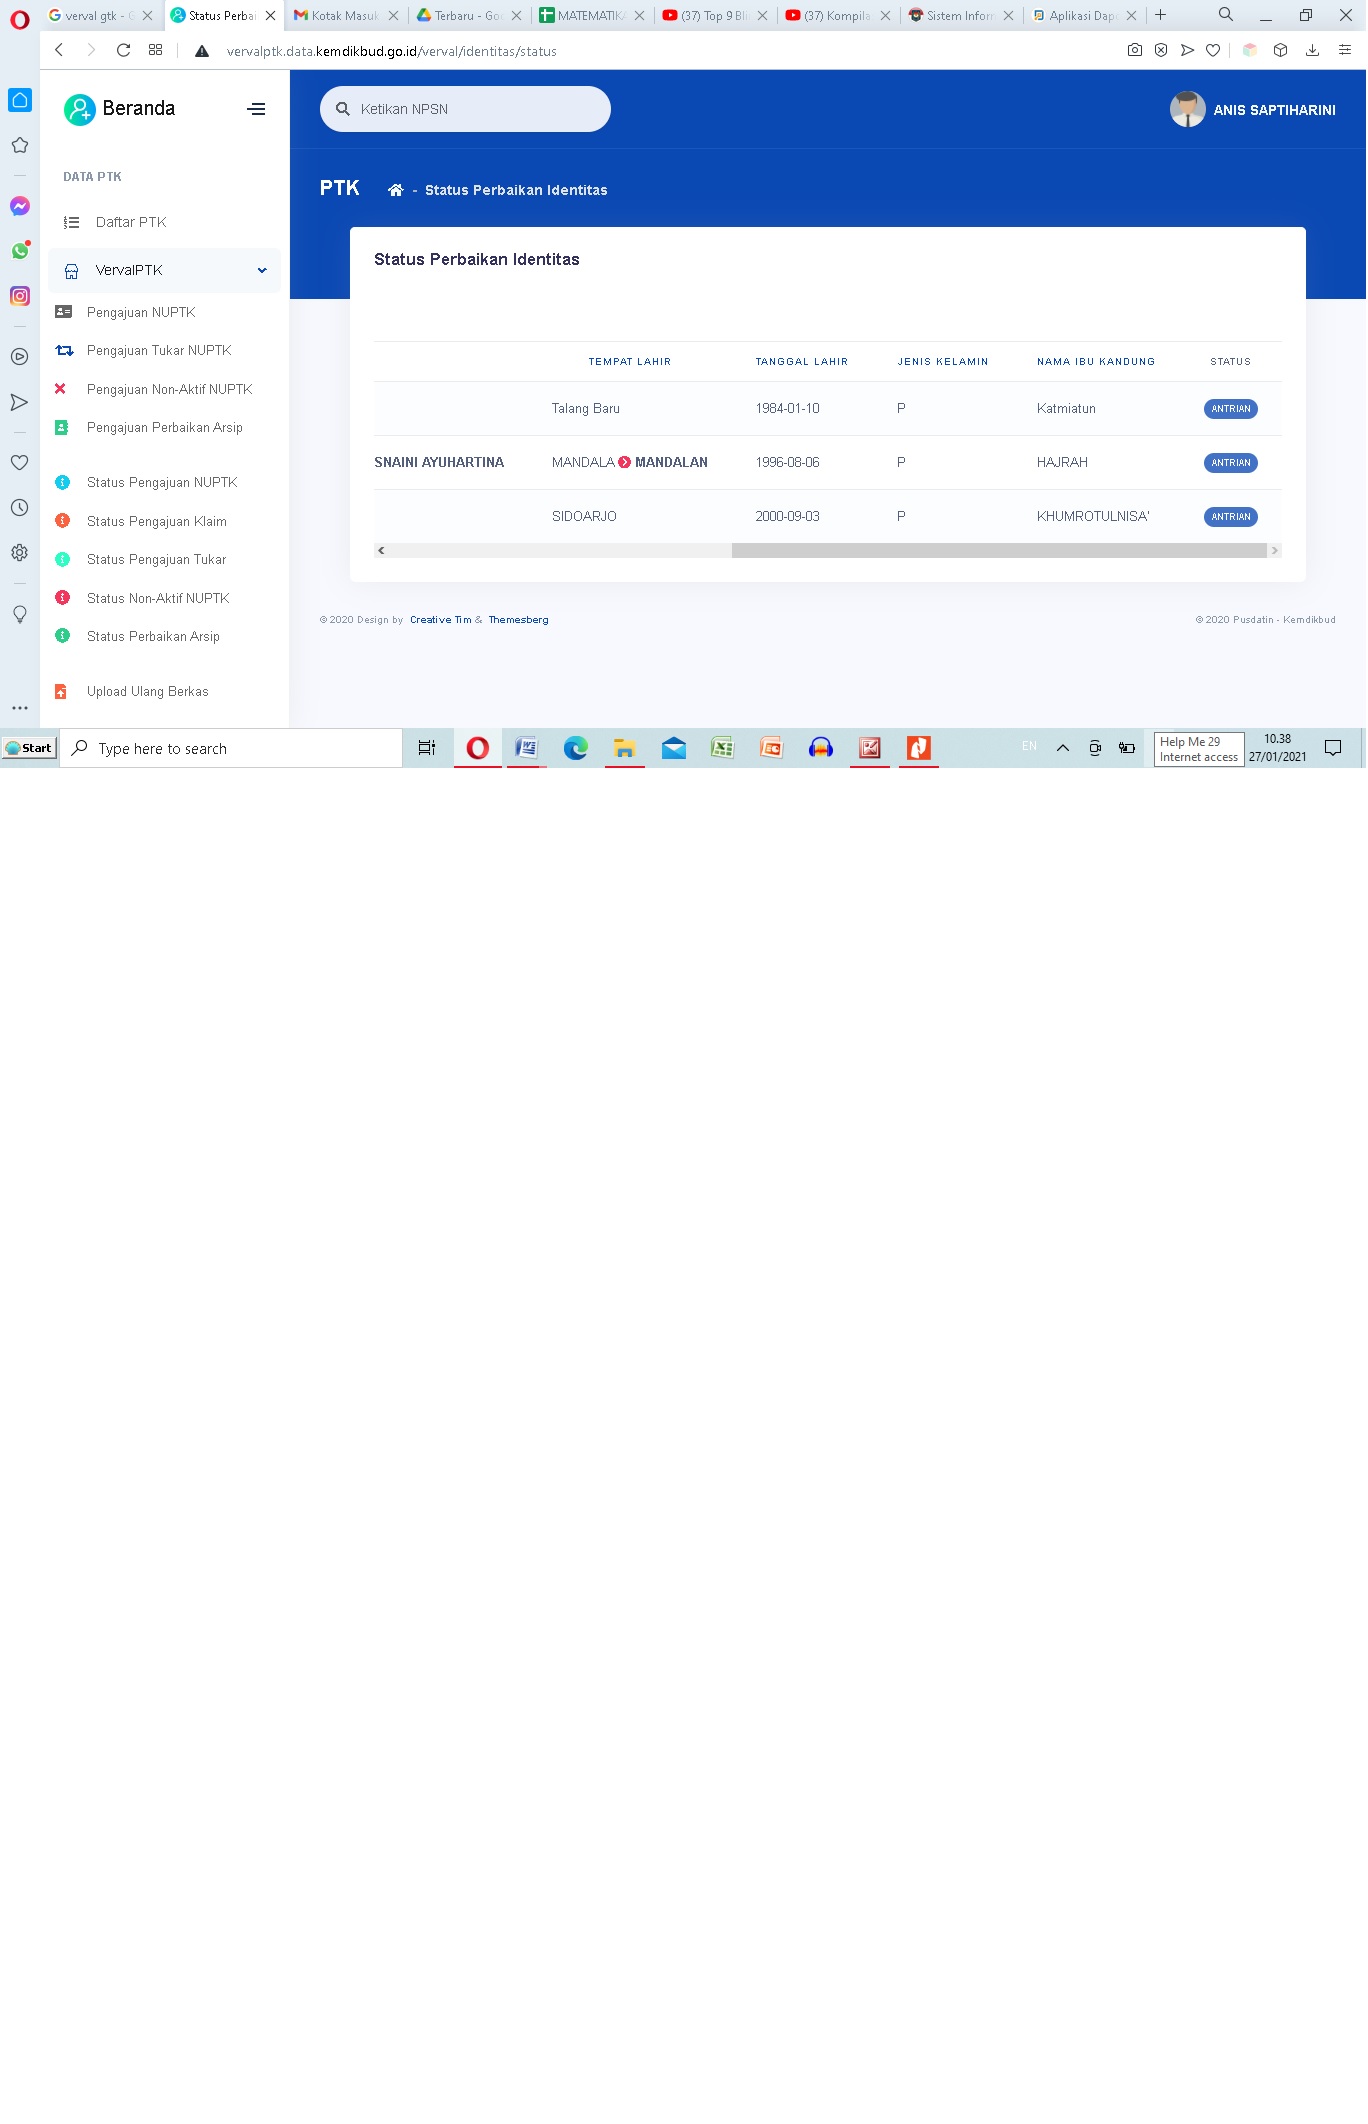 verval gtk - G
Status Perbai
Kotak Masuk
Terbaru - Goo
MATEMATIKA
(37) Top 9 Bli
(37) Kompila
Sistem Inform
Aplikasi Dapo
vervalptk.data.kemdikbud.go.id/verval/identitas/status
Beranda
Ketikan NPSN
ANIS SAPTIHARINI
DATA PTK
PTK - Status Perbaikan Identitas
Daftar PTK
VervalPTK
Pengajuan NUPTK
Pengajuan Tukar NUPTK
Pengajuan Non-Aktif NUPTK
Pengajuan Perbaikan Arsip
Status Pengajuan NUPTK
Status Pengajuan Klaim
Status Pengajuan Tukar
Status Non-Aktif NUPTK
Status Perbaikan Arsip
Upload Ulang Berkas
Status Perbaikan Identitas
TEMPAT LAHIR TANGGAL LAHIR JENIS KELAMIN NAMA IBU KANDUNG STATUS
Talang Baru 1984-01-10 P Katmiatun ANTRIAN
SNAINI AYUHARTINA MANDALA MANDALAN 1996-08-06 P HAJRAH ANTRIAN
SIDOARJO 2000-09-03 P KHUMROTULNISA' ANTRIAN
© 2020 Design by. Creative Tim & Themesberg
© 2020 Pusdatin - Kemdikbud
Start
Type here to search
EN
Help Me 29
Internet access
10.38
27/01/2021